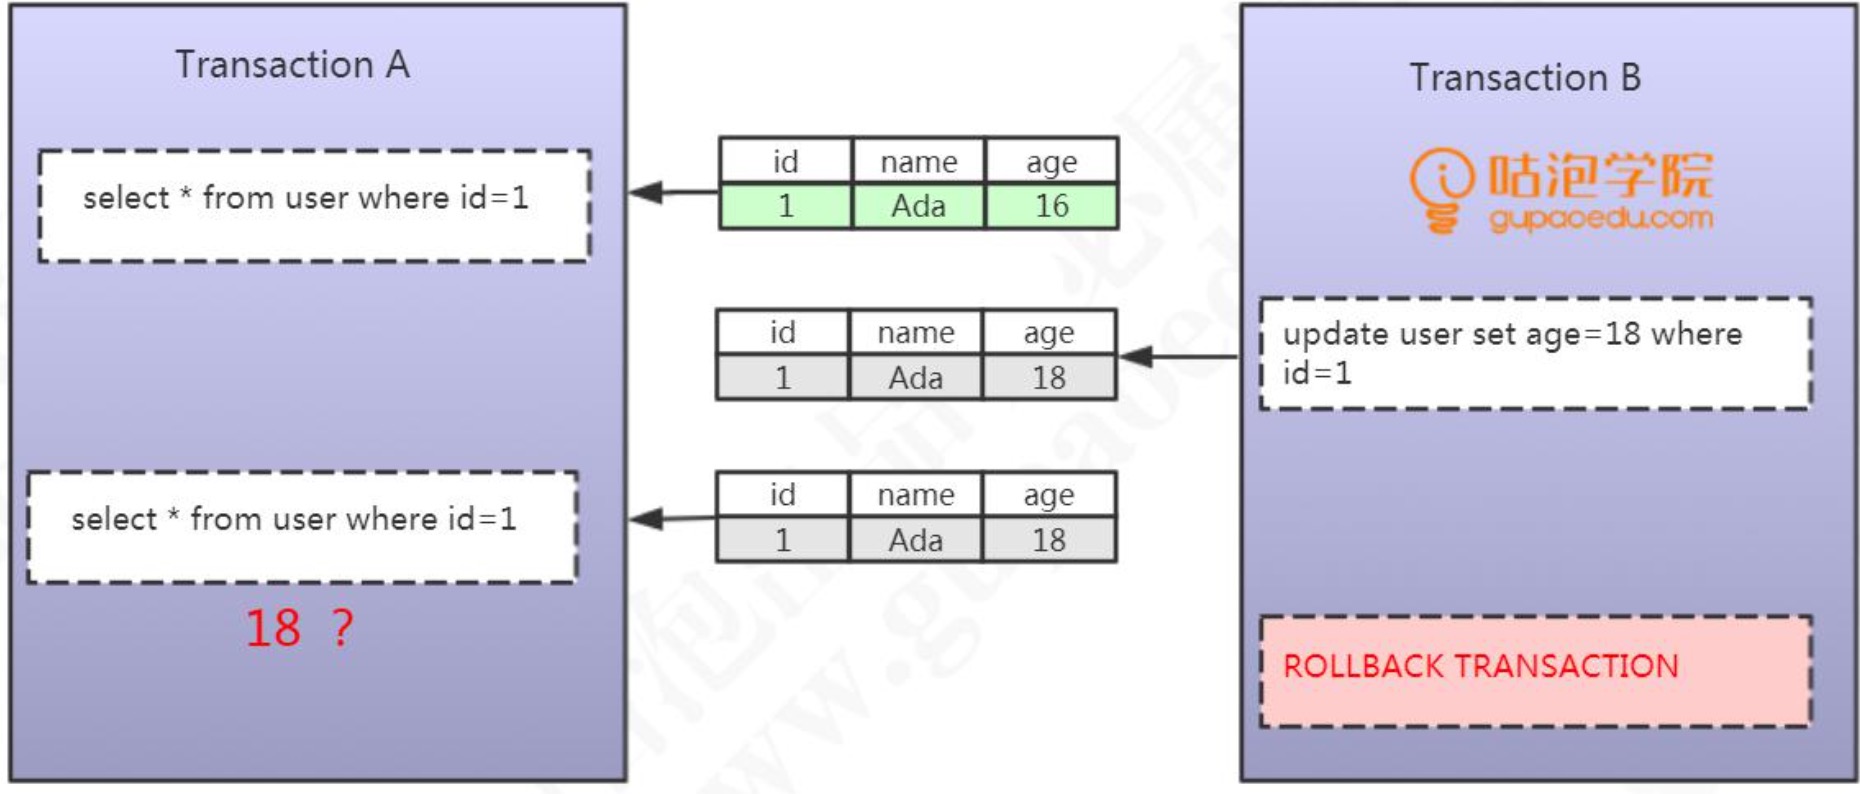 Transaction A
select * from user where id=1
select * from user where id=1
18 ?
id name age
1 Ada 16
id name age
1 Ada 18
id name age
1 Ada 18
Transaction B
咕泡学院
gupaoedu.com
update user set age=18 where
id=1
ROLLBACK TRANSACTION